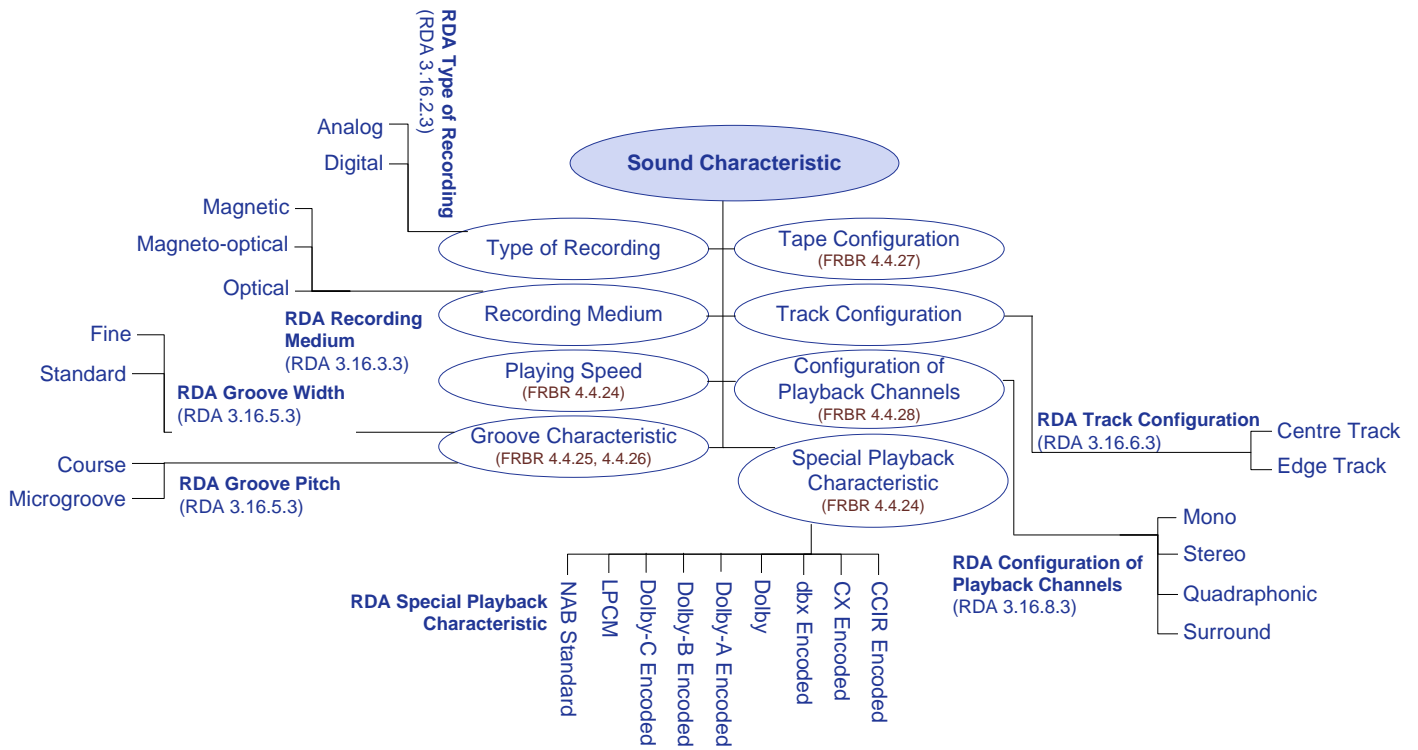 RDA Type of Recording
(RDA 3.16.2.3)
Analog
Digital
Sound Characteristic
Magnetic
Magneto-optical
Optical
Type of Recording
Tape Configuration
(FRBR 4.4.27)
RDA Recording
Medium
(RDA 3.16.3.3)
Recording Medium
Track Configuration
Fine
Standard
RDA Groove Width
(RDA 3.16.5.3)
Playing Speed
(FRBR 4.4.24)
Configuration of
Playback Channels
(FRBR 4.4.28)
RDA Track Configuration
(RDA 3.16.6.3)
Centre Track
Edge Track
Groove Characteristic
(FRBR 4.4.25, 4.4.26)
Course
Microgroove
RDA Groove Pitch
(RDA 3.16.5.3)
Special Playback
Characteristic
(FRBR 4.4.24)
Mono
Stereo
Quadraphonic
Surround
RDA Configuration of
Playback Channels
(RDA 3.16.8.3)
RDA Special Playback
Characteristic
NAB Standard
LPCM
Dolby-C Encoded
Dolby-B Encoded
Dolby-A Encoded
Dolby
dbx Encoded
CX Encoded
CCIR Encoded